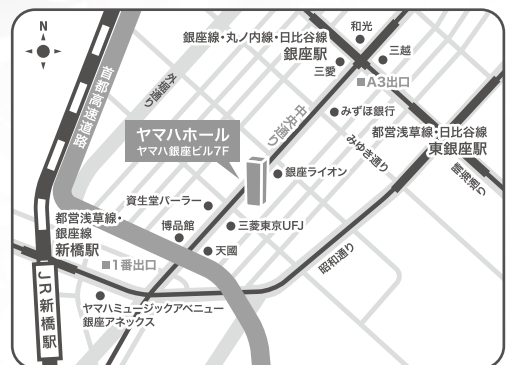 N
首都高速道路
外堀通り
銀座線・丸ノ内線・日比谷線
銀座駅
和光
三越
三愛
■A3出口
中央通り
みずほ銀行
都営浅草線・日比谷線
東銀座駅
みゆき通り
晴海通り
ヤマハホール
ヤマハ銀座ビル7F
銀座ライオン
資生堂パーラー
博品館
三菱東京UFJ
天國
都営浅草線・
銀座線
新橋駅
■1番出口
昭和通り
JR新橋駅
ヤマハミュージックアベニュー
銀座アネックス